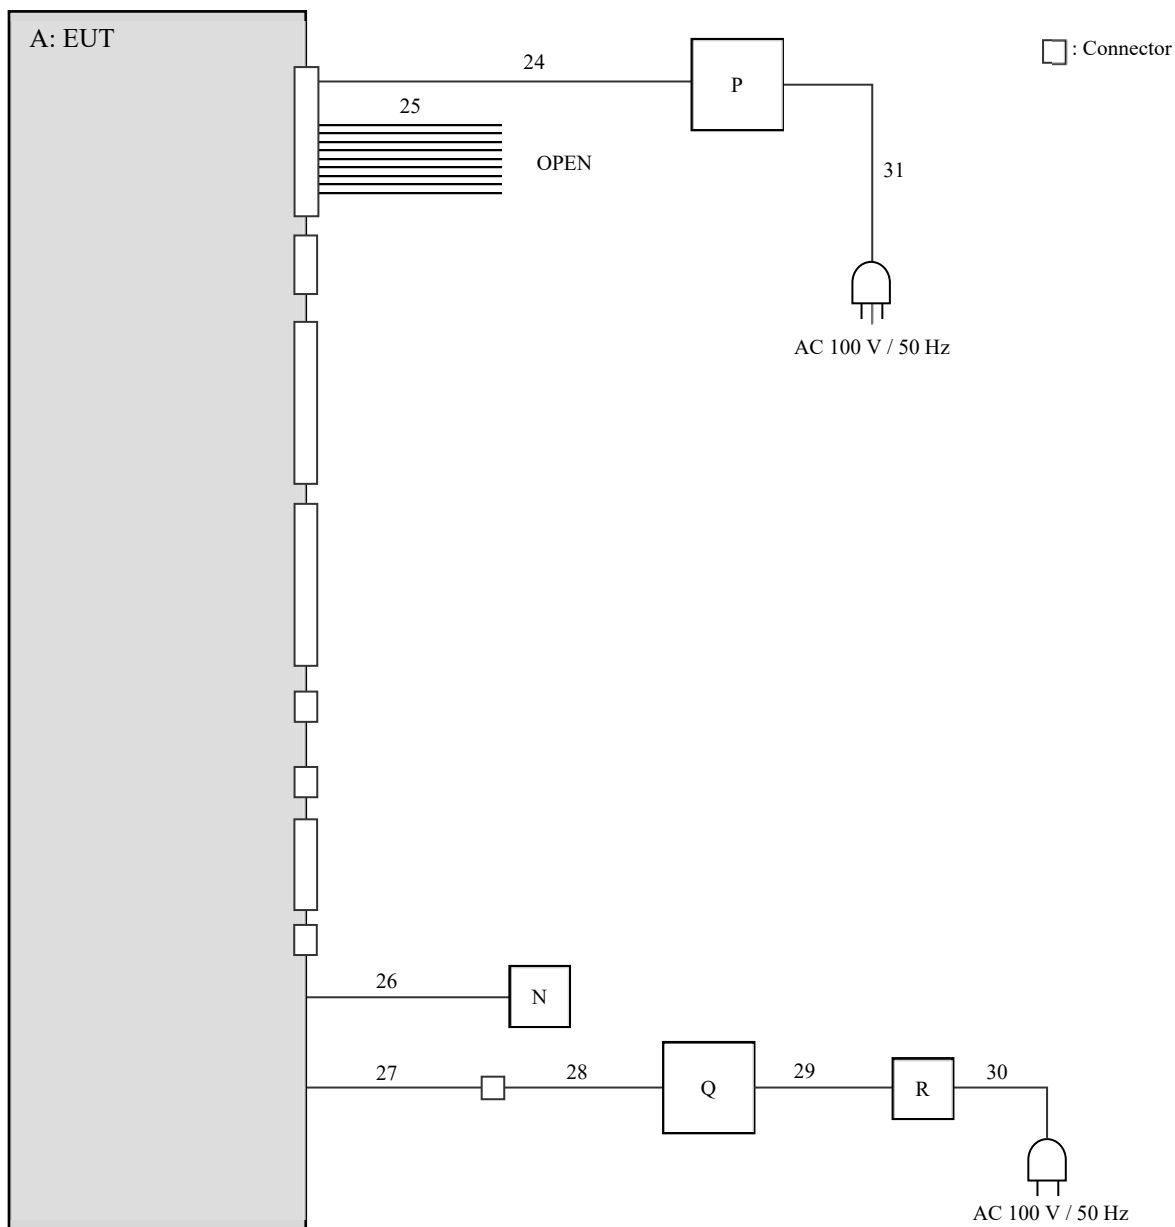 A: EUT
24
P
: Connector
25
OPEN
31
AC 100 V / 50 Hz
26
N
27
28
Q
29
R
30
AC 100 V / 50 Hz